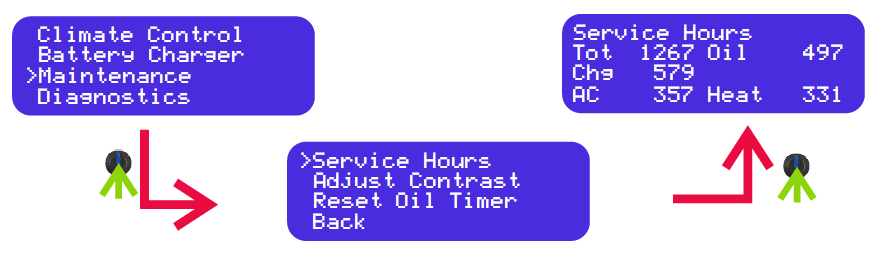 Climate Control
Battery Charger
>Maintenance
Diagnostics
>Service Hours
Adjust Contrast
Reset Oil Timer
Back
Service Hours
Tot 1267 Oil 497
Chg 579
AC 357 Heat 331